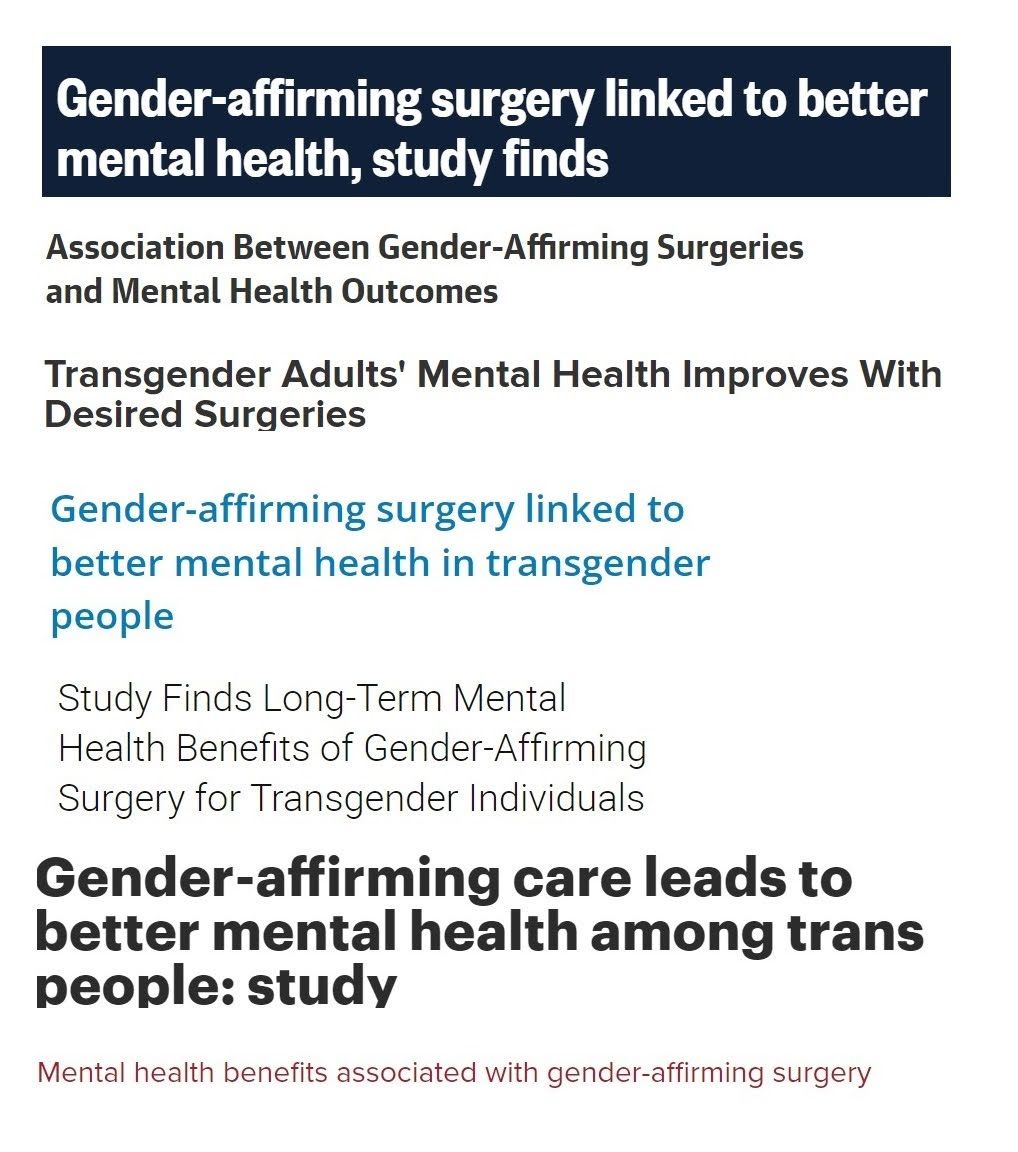 Gender-affirming surgery linked to better
mental health, study finds
Association Between Gender-Affirming Surgeries
and Mental Health Outcomes
Transgender Adults' Mental Health Improves With
Desired Surgeries
Gender-affirming surgery linked to
better mental health in transgender
people
Study Finds Long-Term Mental
Health Benefits of Gender-Affirming
Surgery for Transgender Individuals
Gender-affirming care leads to
better mental health among trans
people: study
Mental health benefits associated with gender-affirming surgery